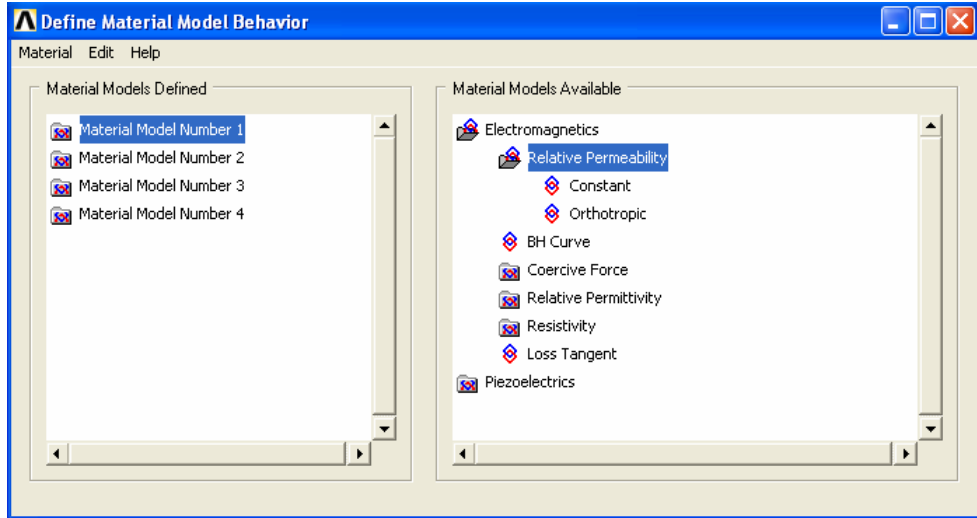 Define Material Model Behavior
Material Edit Help
Material Models Defined
Material Model Number 1
Material Model Number 2
Material Model Number 3
Material Model Number 4
Material Models Available
Electromagnetics
Relative Permeability
Constant
Orthotropic
BH Curve
Coercive Force
Relative Permittivity
Resistivity
Loss Tangent
Piezoelectrics